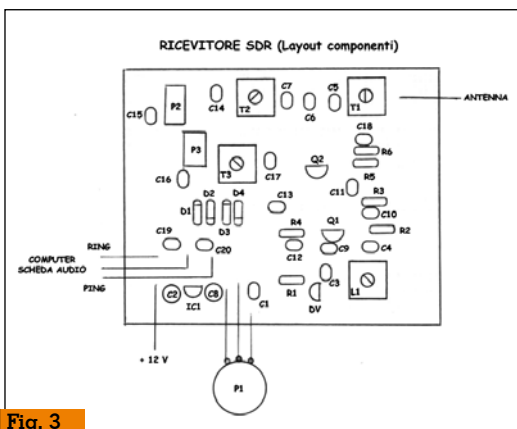 RICEVITORE SDR (Layout componenti)
P2
C14
T2
C7
C6
C5
T1
ANTENNA
C15
C18
R6
R5
P3
T3
C17
Q2
C16
C11
R3
C10
D2
D4
D1
D3
C13
R4
Q1
R2
C19
C20
C12
C9
C4
RING
COMPUTER
SCHEDA AUDIO
PING
C2
IC1
C8
C1
R1
C3
DV
L1
+ 12 V
P1
Fig. 3